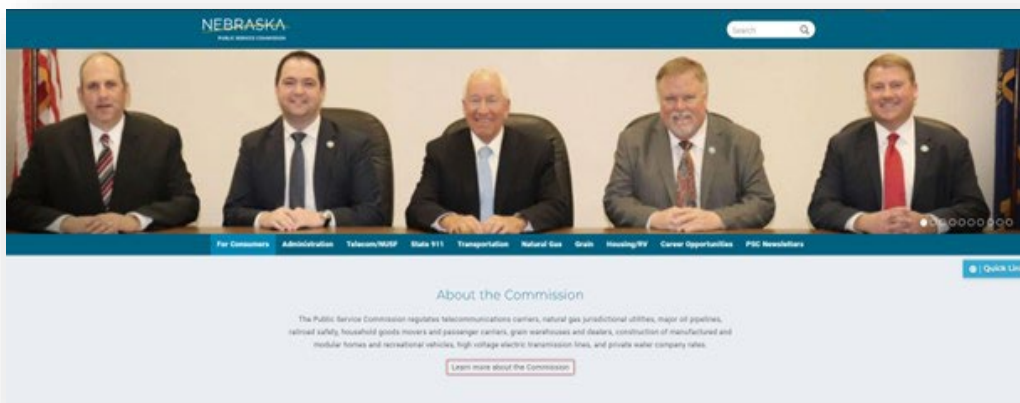 NEBRASKA
PUBLIC SERVICE COMMISSION
Search
For Consumers Administration Telecom/NUSF State 911 Transportation Natural Gas Grain Housing/RV Career Opportunities PSC Newsletters
| Quick Lin
About the Commission
The Public Service Commission regulates telecommunications carriers, natural gas jurisdictional utilities, major oil pipelines,
railroad safety, household goods movers and passenger carriers, grain warehouses and dealers, construction of manufactured and
modular homes and recreational vehicles, high voltage electric transmission lines, and private water company rates.
Learn more about the Commission